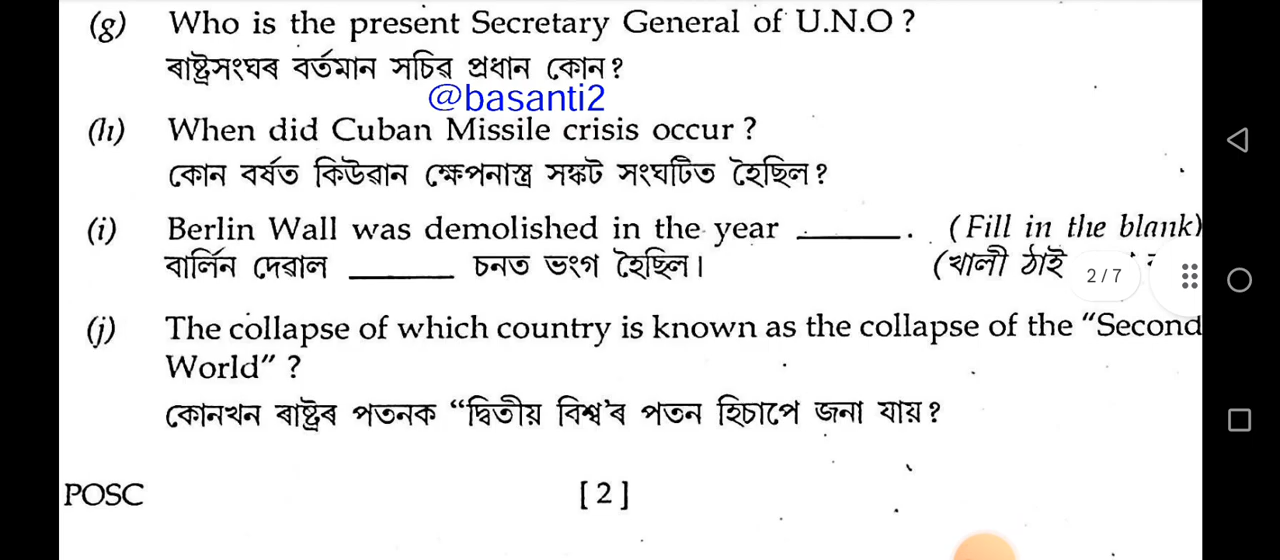 (g) Who is the present Secretary General of U.N.O ?
ৰাষ্ট্ৰসংঘৰ বৰ্তমান সচিৱ প্ৰধান কোন ?
@basanti2
(h) When did Cuban Missile crisis occur ?
কোন বৰ্ষত কিউৱান ক্ষেপনাস্ত্ৰ সঙ্কট সংঘটিত হৈছিল ?
(i) Berlin Wall was demolished in the year ______ . (Fill in the blank)
বাৰ্লিন দেৱাল ______ চনত ভংগ হৈছিল। (খালী ঠাই
2/7
(j) The collapse of which country is known as the collapse of the “Second
World” ?
কোনখন ৰাষ্ট্ৰৰ পতনক “দ্বিতীয় বিশ্ব’ৰ পতন হিচাপে জনা যায় ?
POSC [ 2 ]